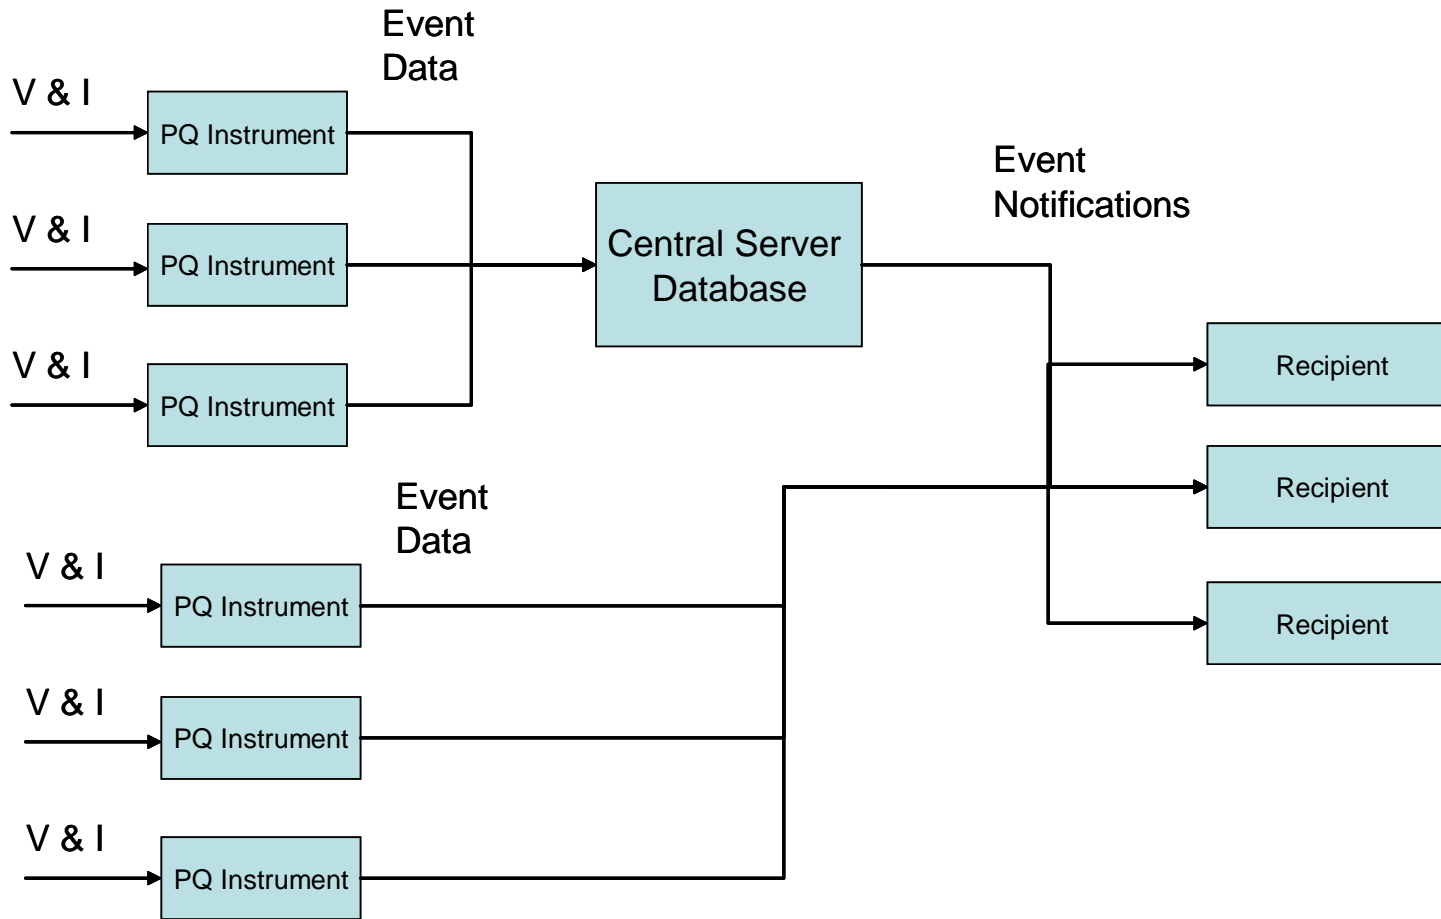 Event
Data
V & I
PQ Instrument
V & I
PQ Instrument
V & I
PQ Instrument
Central Server
Database
Event
Notifications
Recipient
Recipient
Recipient
Event
Data
V & I
PQ Instrument
V & I
PQ Instrument
V & I
PQ Instrument